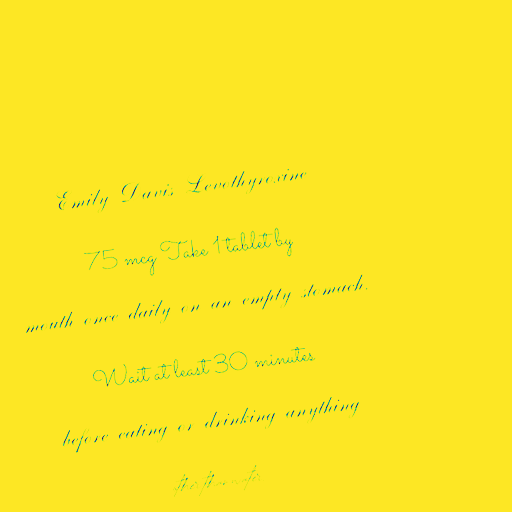 Emily Davis Levothyroxine
75 mcg Take 1 tablet by
mouth once daily on an empty stomach.
Wait at least 30 minutes
before eating or drinking anything